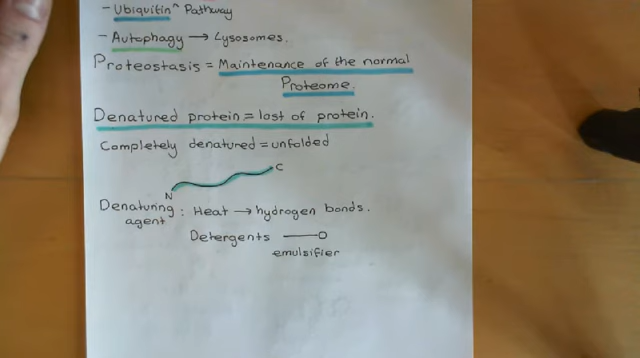 - Ubiquitin^ Pathway
- Autophagy → Lysosomes.
Proteostasis = Maintenance of the normal
Proteome.
Denatured protein = lost of protein.
Completely denatured = unfolded
C
N
Denaturing : Heat → hydrogen bonds.
agent
Detergents
emulsifier